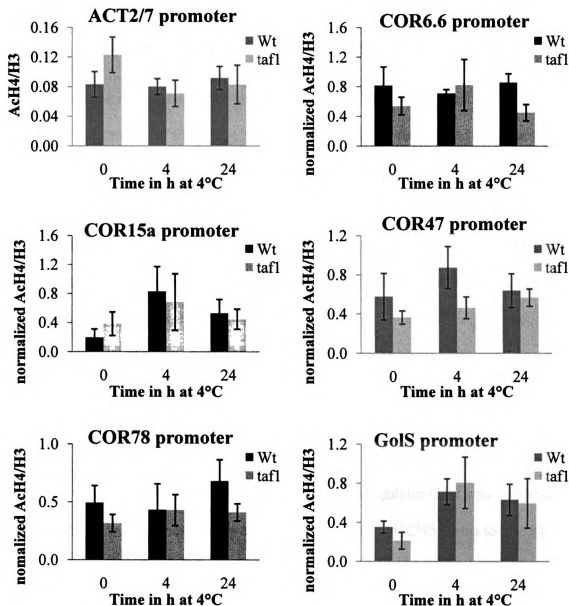 ACT2/7 promoter
AcH4/H3
0.16
0.12
0.08
0.04
0.00
Wt
taf1
0 4 24
Time in h at 4°C
COR6.6 promoter
normalized AcH4/H3
1.6
1.2
0.8
0.4
0.0
Wt
taf1
0 4 24
Time in h at 4°C
COR15a promoter
normalized AcH4/H3
1.6
1.2
0.8
0.4
0.0
Wt
taf1
0 4 24
Time in h at 4°C
COR47 promoter
normalized AcH4/H3
1.2
0.8
0.4
0.0
Wt
taf1
0 4 24
Time in h at 4°C
COR78 promoter
nomalized AcH4/H3
1.0
0.5
0.0
Wt
taf1
0 4 24
Time in h at 4°C
GolS promoter
normalized AcH4/H3
1.2
0.8
0.4
0.0
Wt
taf1
0 4 24
Time in h at 4°C